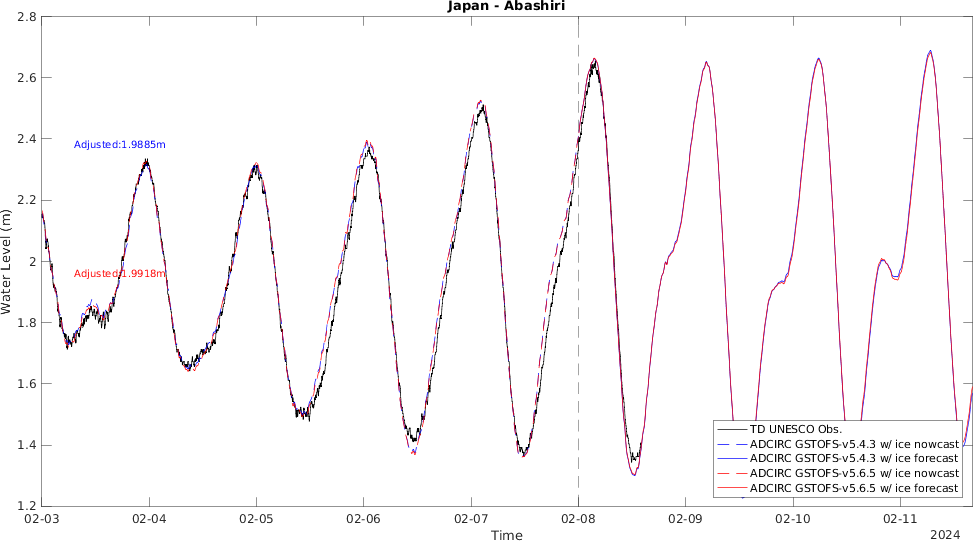 Japan - Abashiri
2.8
2.6
2.4
2.2
2
1.8
1.6
1.4
1.2
Water Level (m)
Adjusted:1.9885m
Adjusted:1.9918m
TD UNESCO Obs.
ADCIRC GSTOFS-v5.4.3 w/ ice nowcast
ADCIRC GSTOFS-v5.4.3 w/ ice forecast
ADCIRC GSTOFS-v5.6.5 w/ ice nowcast
ADCIRC GSTOFS-v5.6.5 w/ ice forecast
02-03 02-04 02-05 02-06 02-07 02-08 02-09 02-10 02-11
Time
2024